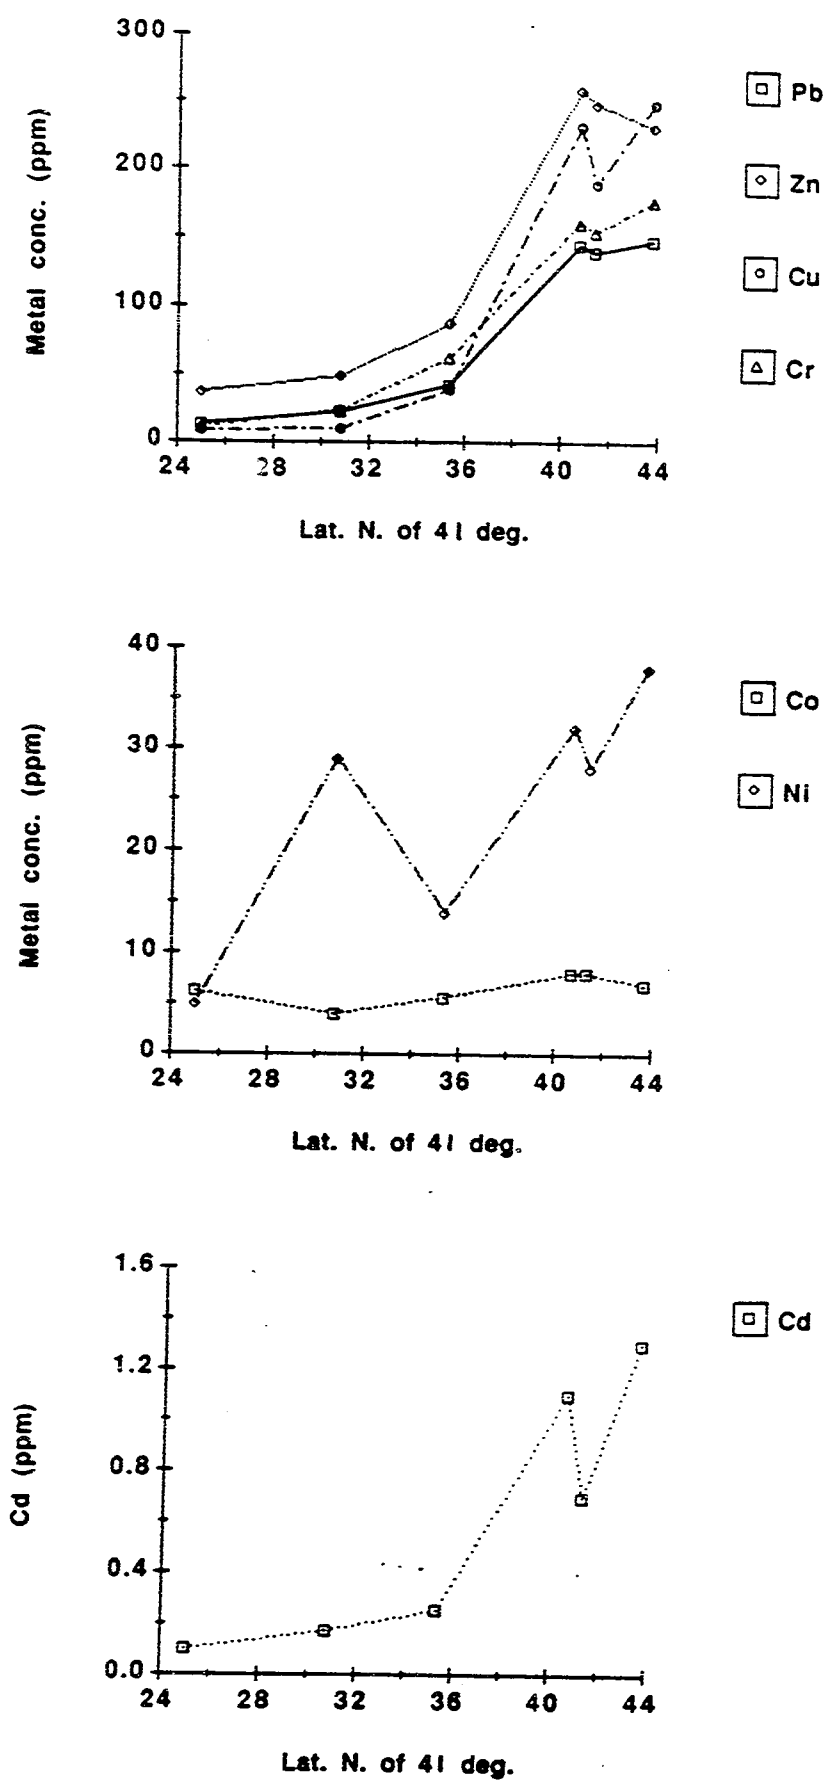 300
200
100
0
Metal conc. (ppm)
24 28 32 36 40 44
Lat. N. of 41 deg.
Pb
Zn
Cu
Cr
40
30
20
10
0
Metal conc. (ppm)
24 28 32 36 40 44
Lat. N. of 41 deg.
Co
Ni
1.6
1.2
0.8
0.4
0.0
Cd (ppm)
24 28 32 36 40 44
Lat. N. of 41 deg.
Cd